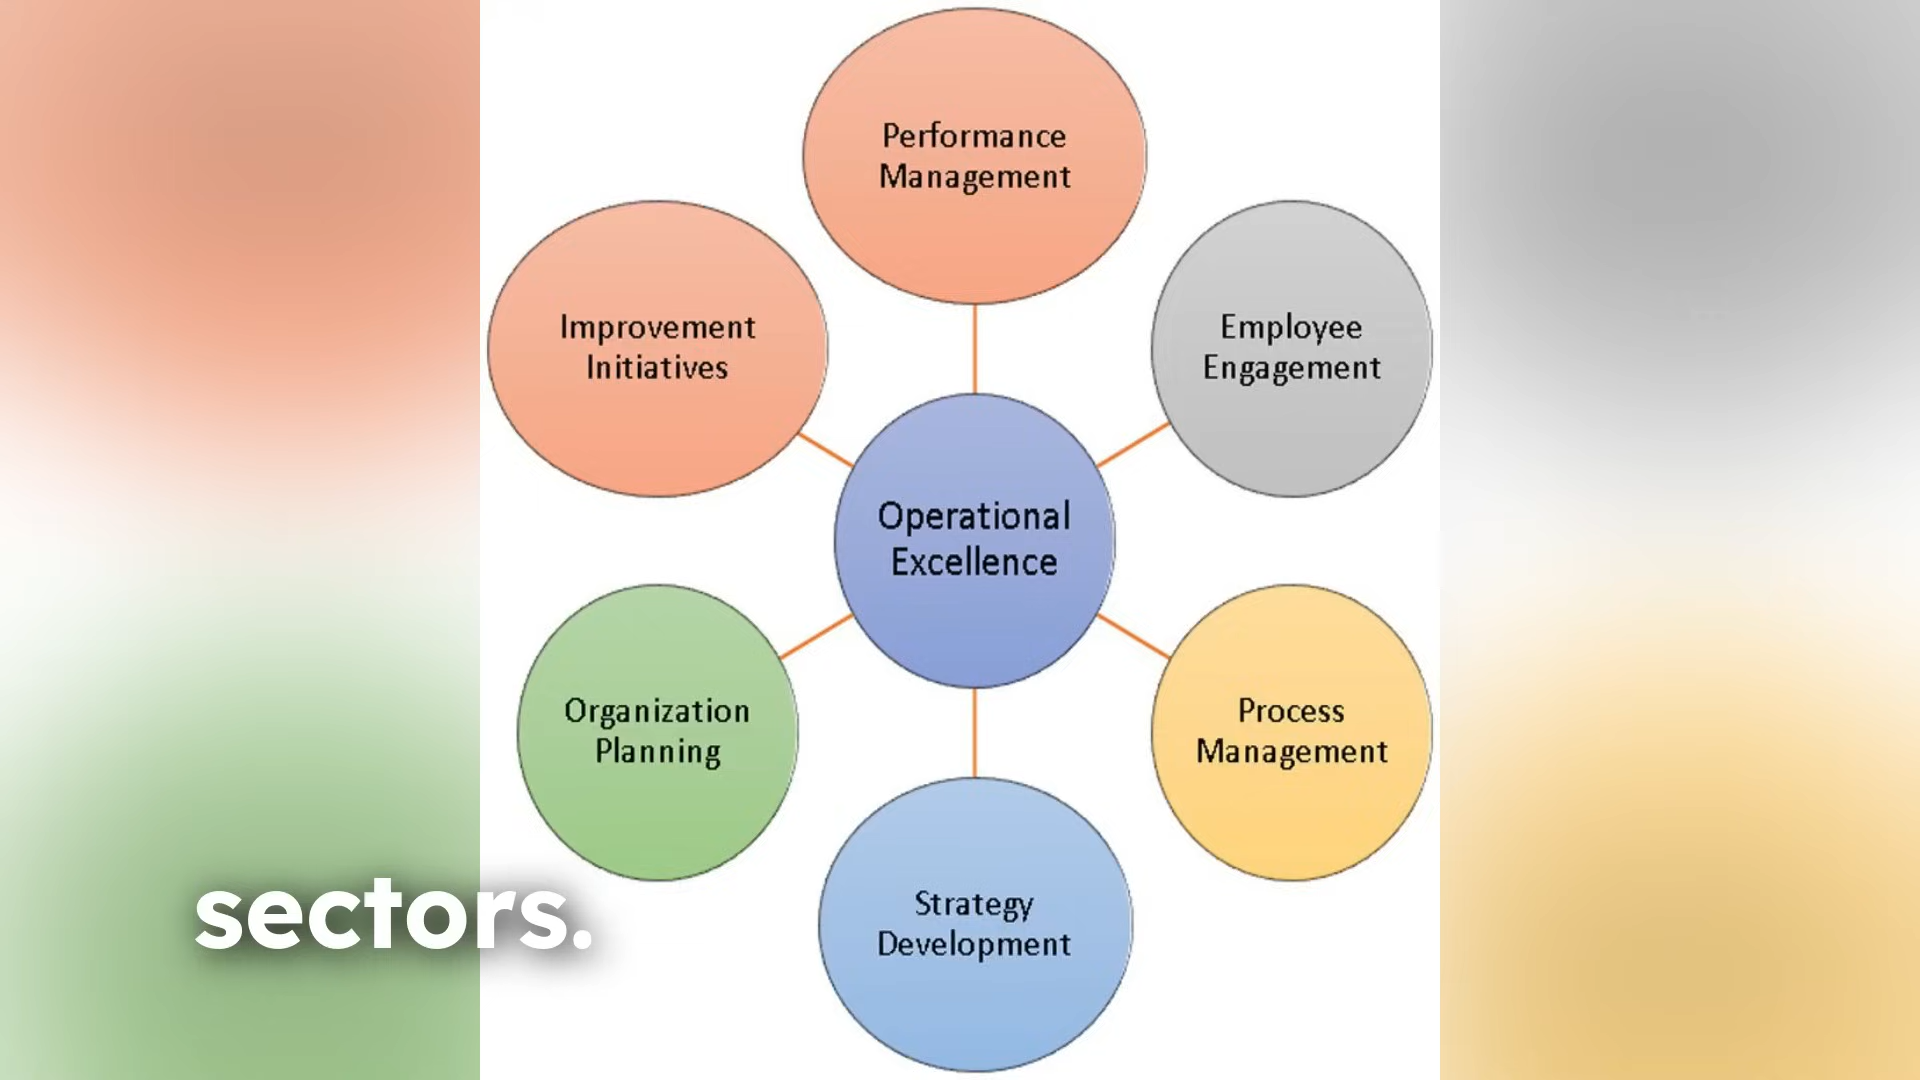 Performance
Management
Improvement
Initiatives
Employee
Engagement
Operational
Excellence
Organization
Planning
Process
Management
Strategy
Development
sectors.